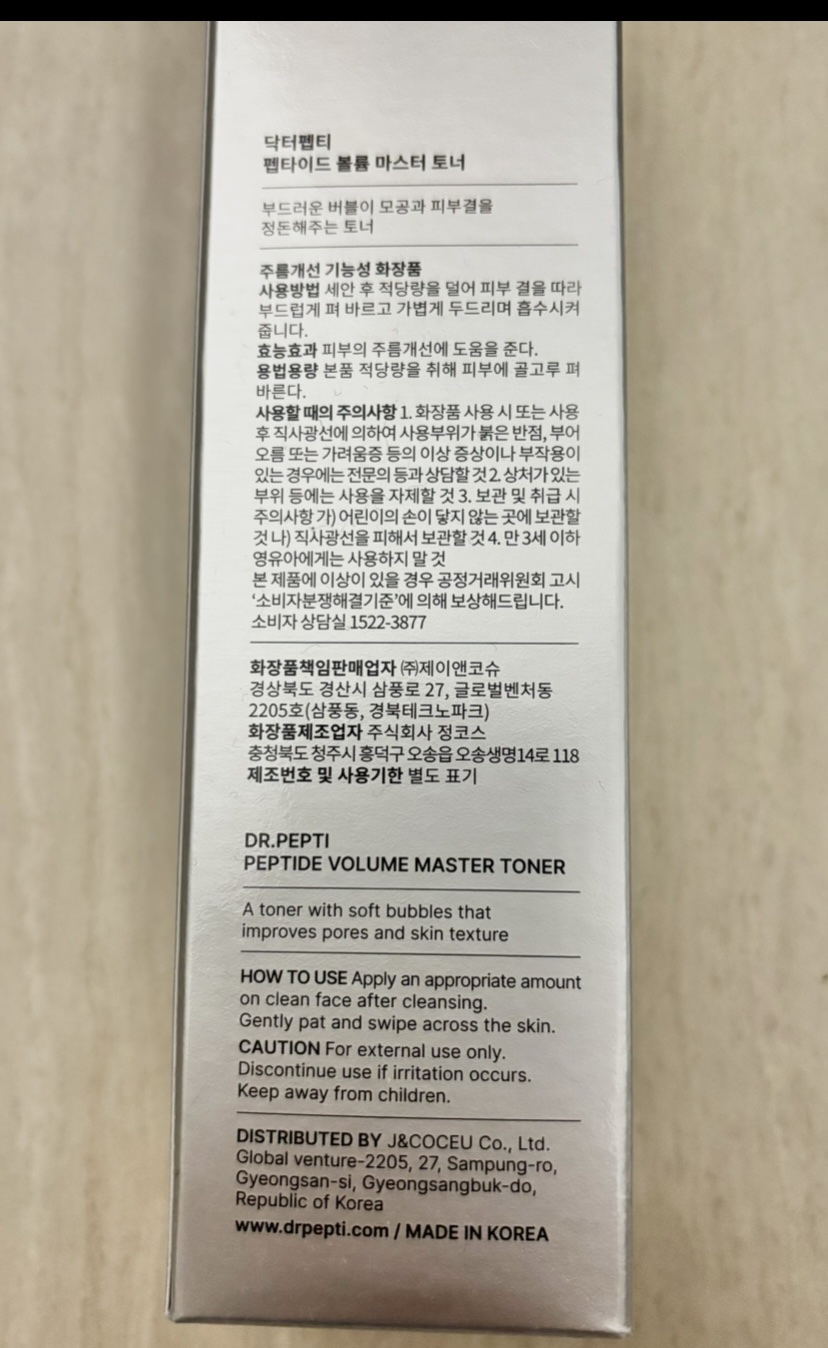 닥터펩티
펩타이드 볼륨 마스터 토너
부드러운 버블이 모공과 피부결을
정돈해주는 토너
주름개선 기능성 화장품
사용방법 세안 후 적당량을 덜어 피부 결을 따라
부드럽게 펴 바르고 가볍게 두드리며 흡수시켜
줍니다.
효능효과 피부의 주름개선에 도움을 준다.
용법용량 본품 적당량을 취해 피부에 골고루 펴
바른다.
사용할 때의 주의사항 1. 화장품 사용 시 또는 사용
후 직사광선에 의하여 사용부위가 붉은 반점, 부어
오름 또는 가려움증 등의 이상 증상이나 부작용이
있는 경우에는 전문의 등과 상담할 것 2. 상처가 있는
부위 등에는 사용을 자제할 것 3. 보관 및 취급 시
주의사항 가) 어린이의 손이 닿지 않는 곳에 보관할
것 나) 직사광선을 피해서 보관할 것 4. 만 3세 이하
영유아에게는 사용하지 말 것
본 제품에 이상이 있을 경우 공정거래위원회 고시
‘소비자분쟁해결기준’에 의해 보상해드립니다.
소비자 상담실 1522-3877
화장품책임판매업자 ㈜제이앤코슈
경상북도 경산시 삼풍로 27, 글로벌벤처동
2205호(삼풍동, 경북테크노파크)
화장품제조업자 주식회사 정코스
충청북도 청주시 흥덕구 오송읍 오송생명14로 118
제조번호 및 사용기한 별도 표기
DR.PEPTI
PEPTIDE VOLUME MASTER TONER
A toner with soft bubbles that
improves pores and skin texture
HOW TO USE Apply an appropriate amount
on clean face after cleansing.
Gently pat and swipe across the skin.
CAUTION For external use only.
Discontinue use if irritation occurs.
Keep away from children.
DISTRIBUTED BY J&COCEU Co., Ltd.
Global venture-2205, 27, Sampung-ro,
Gyeongsan-si, Gyeongsangbuk-do,
Republic of Korea
www.drpepti.com / MADE IN KOREA